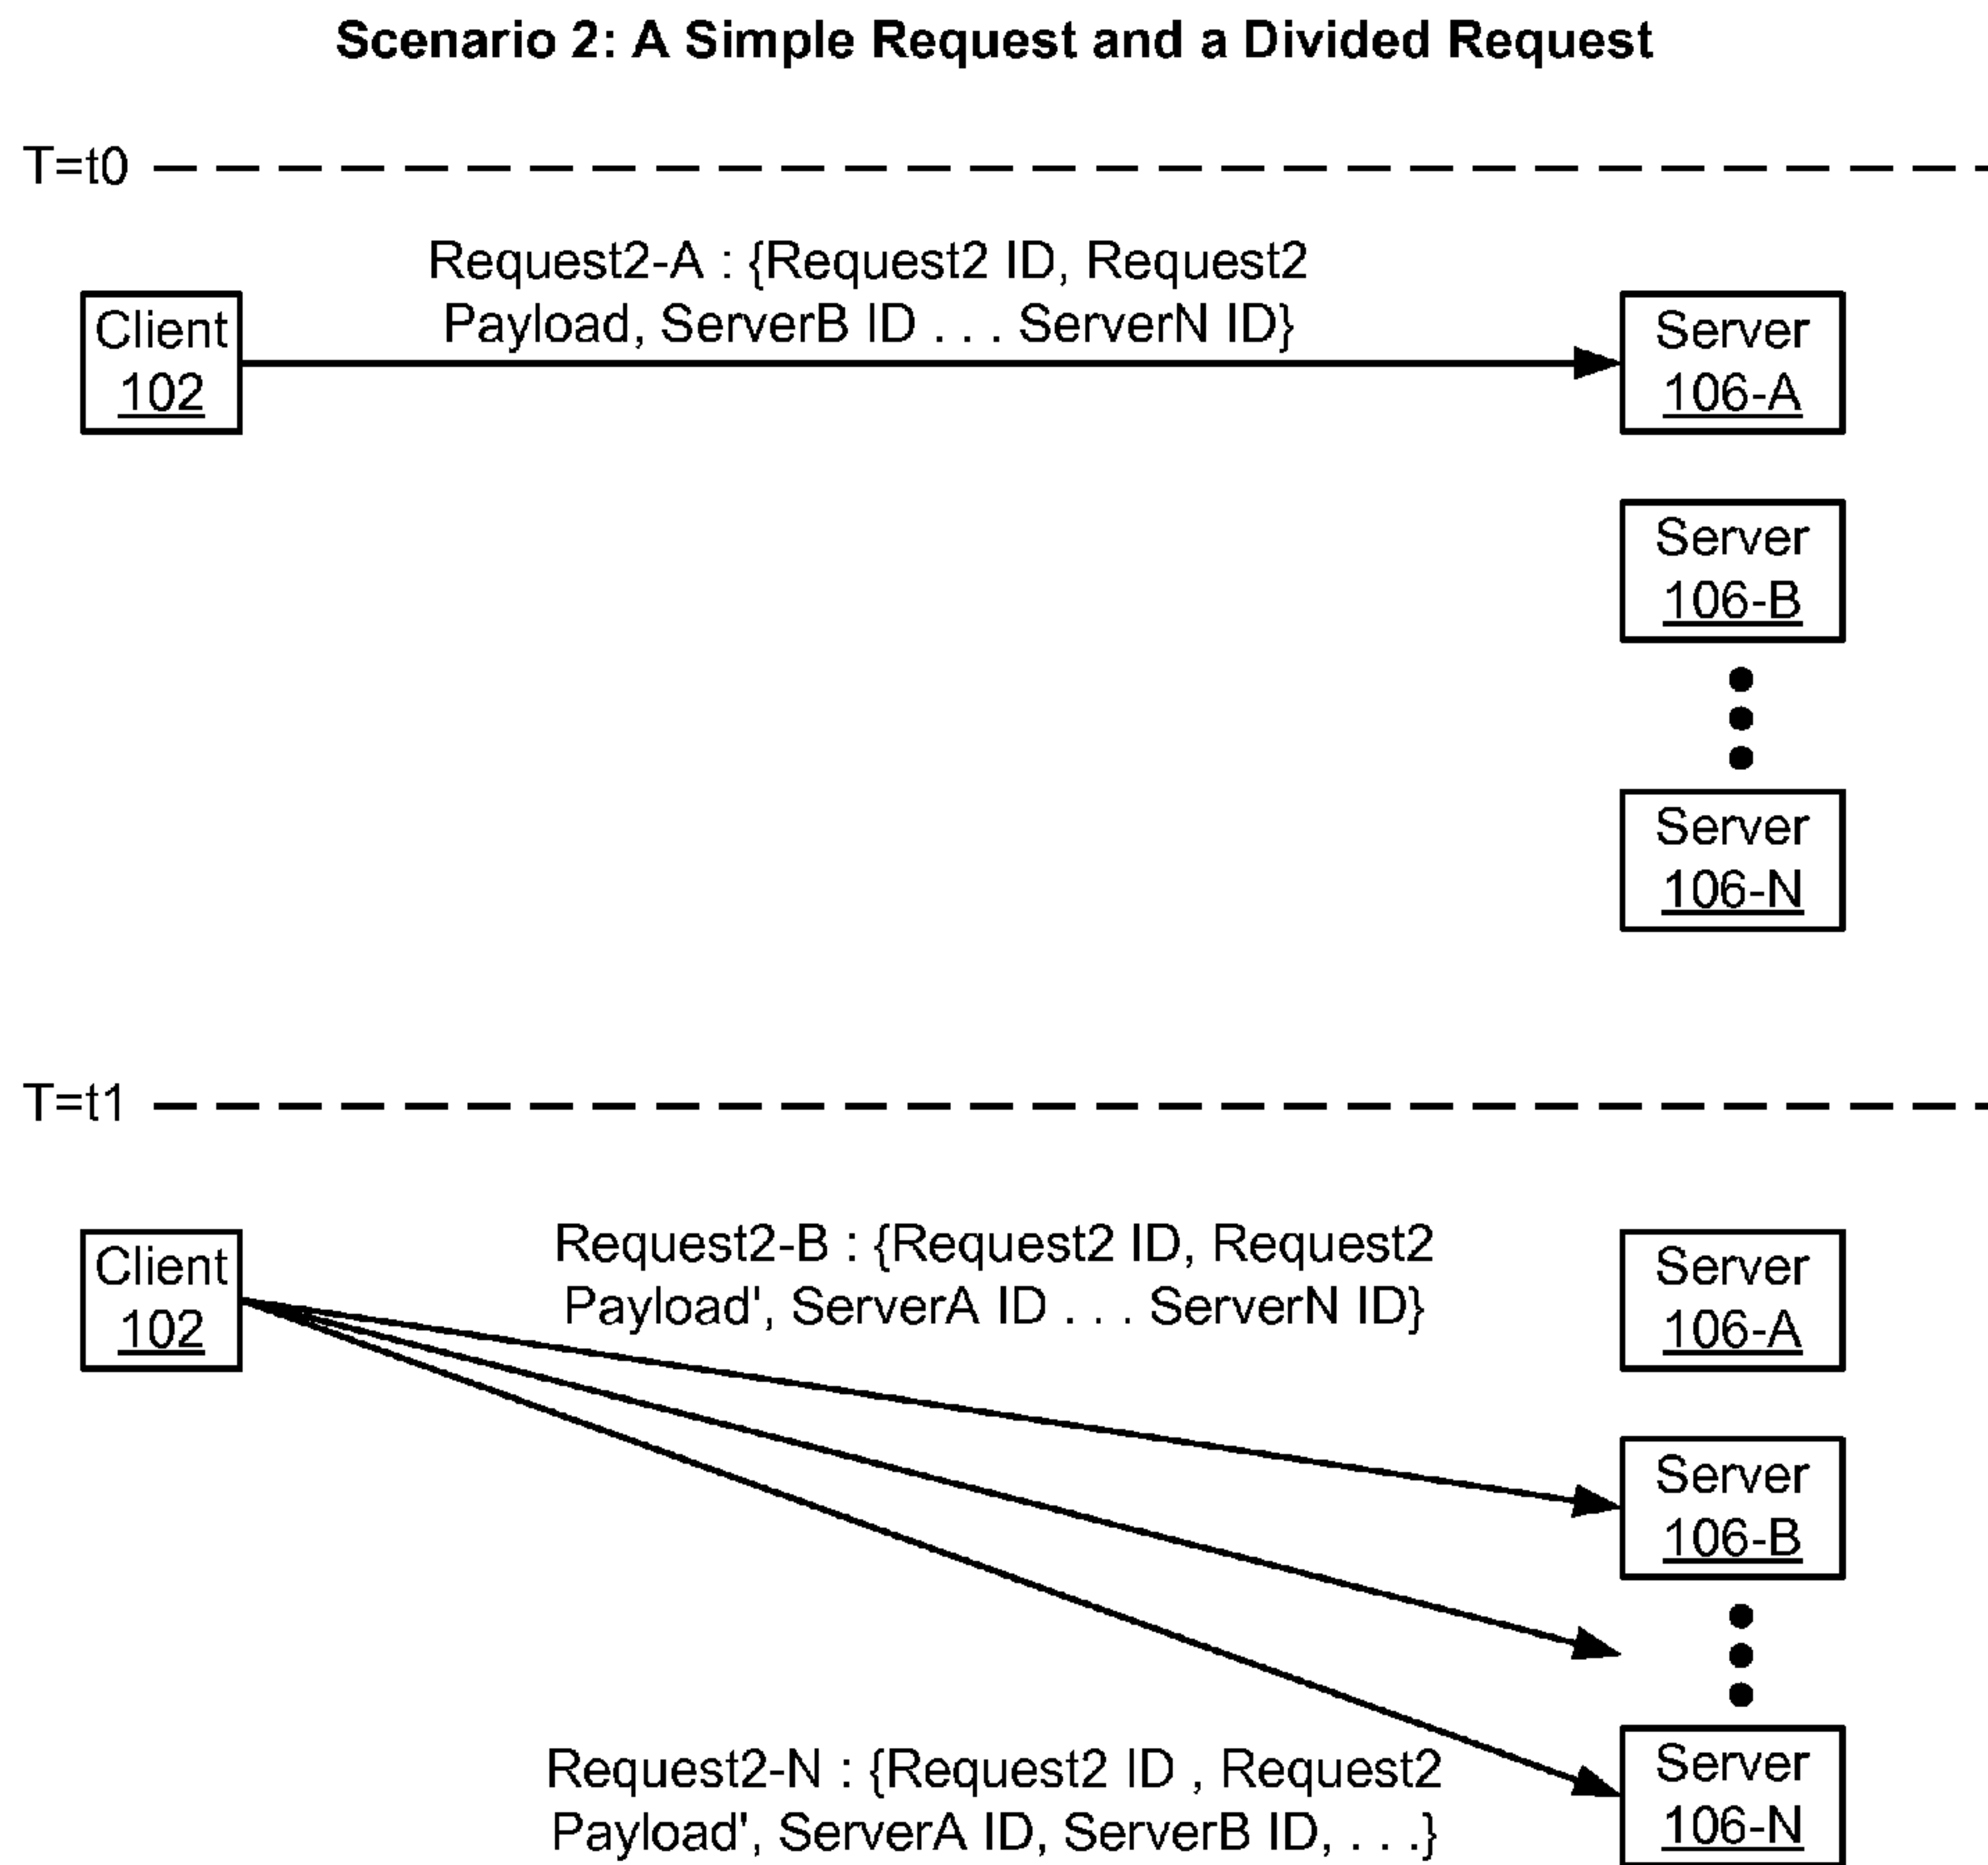 Scenario 2: A Simple Request and a Divided Request
T=t0
Request2-A : {Request2 ID, Request2
Payload, ServerB ID . . . ServerN ID}
Client
102
Server
106-A
Server
106-B
Server
106-N
T=t1
Client
102
Request2-B : {Request2 ID, Request2
Payload', ServerA ID . . . ServerN ID}
Server
106-A
Server
106-B
Request2-N : {Request2 ID , Request2
Payload', ServerA ID, ServerB ID, . . .}
Server
106-N